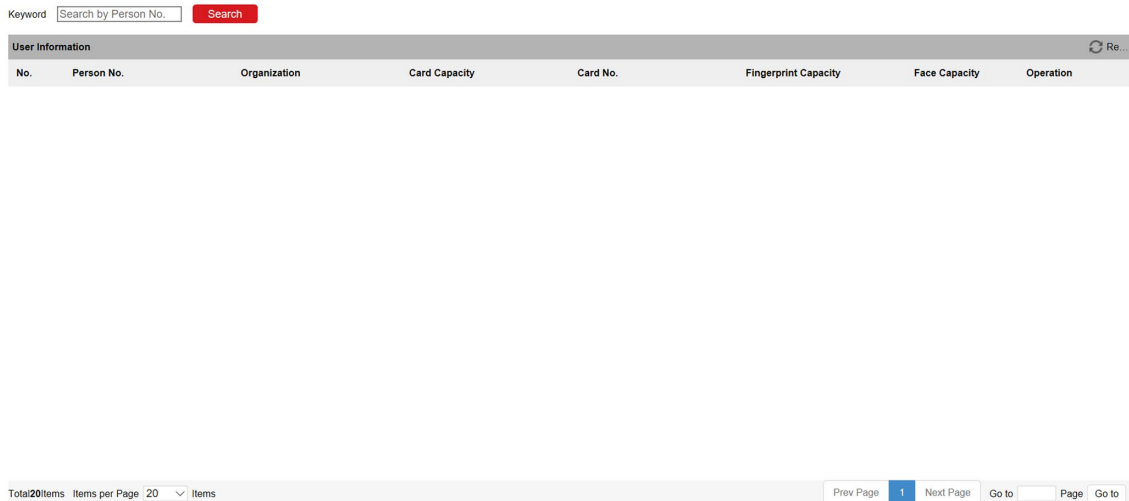 Keyword Search by Person No. Search
User Information Re...
No. Person No. Organization Card Capacity Card No. Fingerprint Capacity Face Capacity Operation
Total20Items Items per Page 20 Items Prev Page 1 Next Page Go to Page Go to